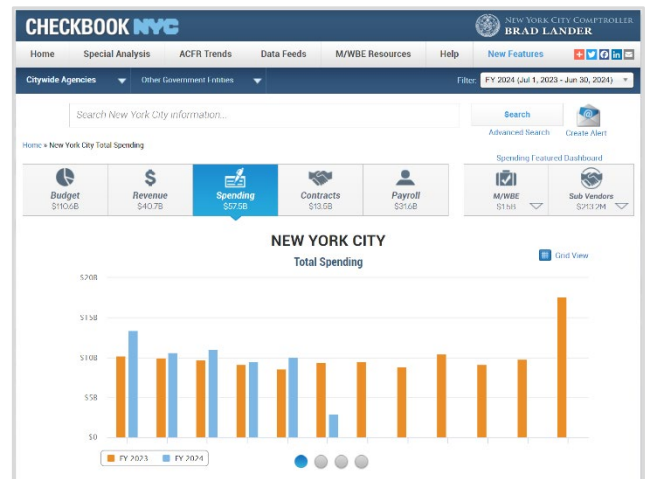 CHECKBOOK NYC
NEW YORK CITY COMPTROLLER
BRAD LANDER
Home Special Analysis ACFR Trends Data Feeds M/WBE Resources Help New Features
Citywide Agencies Other Government Entities Filter: FY 2024 (Jul 1, 2023 - Jun 30, 2024)
Search New York City information... Search
Advanced Search Create Alert
Home » New York City Total Spending
Spending Featured Dashboard
Budget Revenue Spending Contracts Payroll M/WBE Sub Vendors
$110.6B $40.7B $57.5B $13.5B $31.6B $1.5B $213.2M
NEW YORK CITY
Total Spending
Grid View
$20B
$15B
$10B
$5B
$0
FY 2023 FY 2024